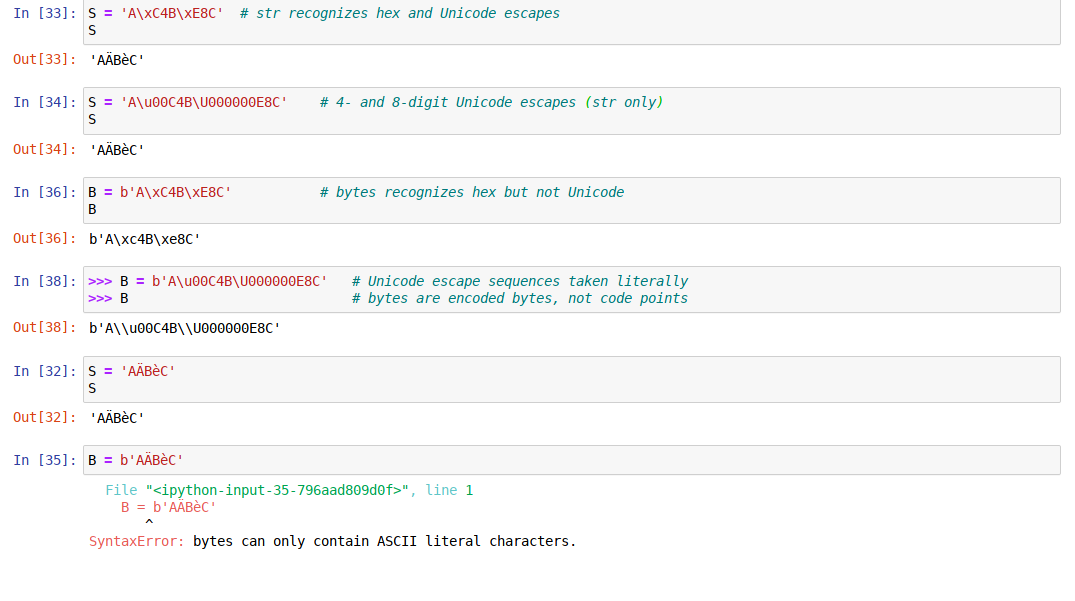 In [33]: S = 'A\xC4B\xE8C'  # str recognizes hex and Unicode escapes
S
Out[33]: 'AÄBèC'
In [34]: S = 'A\u00C4B\U000000E8C'    # 4- and 8-digit Unicode escapes (str only)
S
Out[34]: 'AÄBèC'
In [36]: B = b'A\xC4B\xE8C'           # bytes recognizes hex but not Unicode
B
Out[36]: b'A\xc4B\xe8C'
In [38]: >>> B = b'A\u00C4B\U000000E8C'   # Unicode escape sequences taken literally
>>> B                            # bytes are encoded bytes, not code points
Out[38]: b'A\\u00C4B\\U000000E8C'
In [32]: S = 'AÄBèC'
S
Out[32]: 'AÄBèC'
In [35]: B = b'AÄBèC'
File "<ipython-input-35-796aad809d0f>", line 1
B = b'AÄBèC'
^
SyntaxError: bytes can only contain ASCII literal characters.